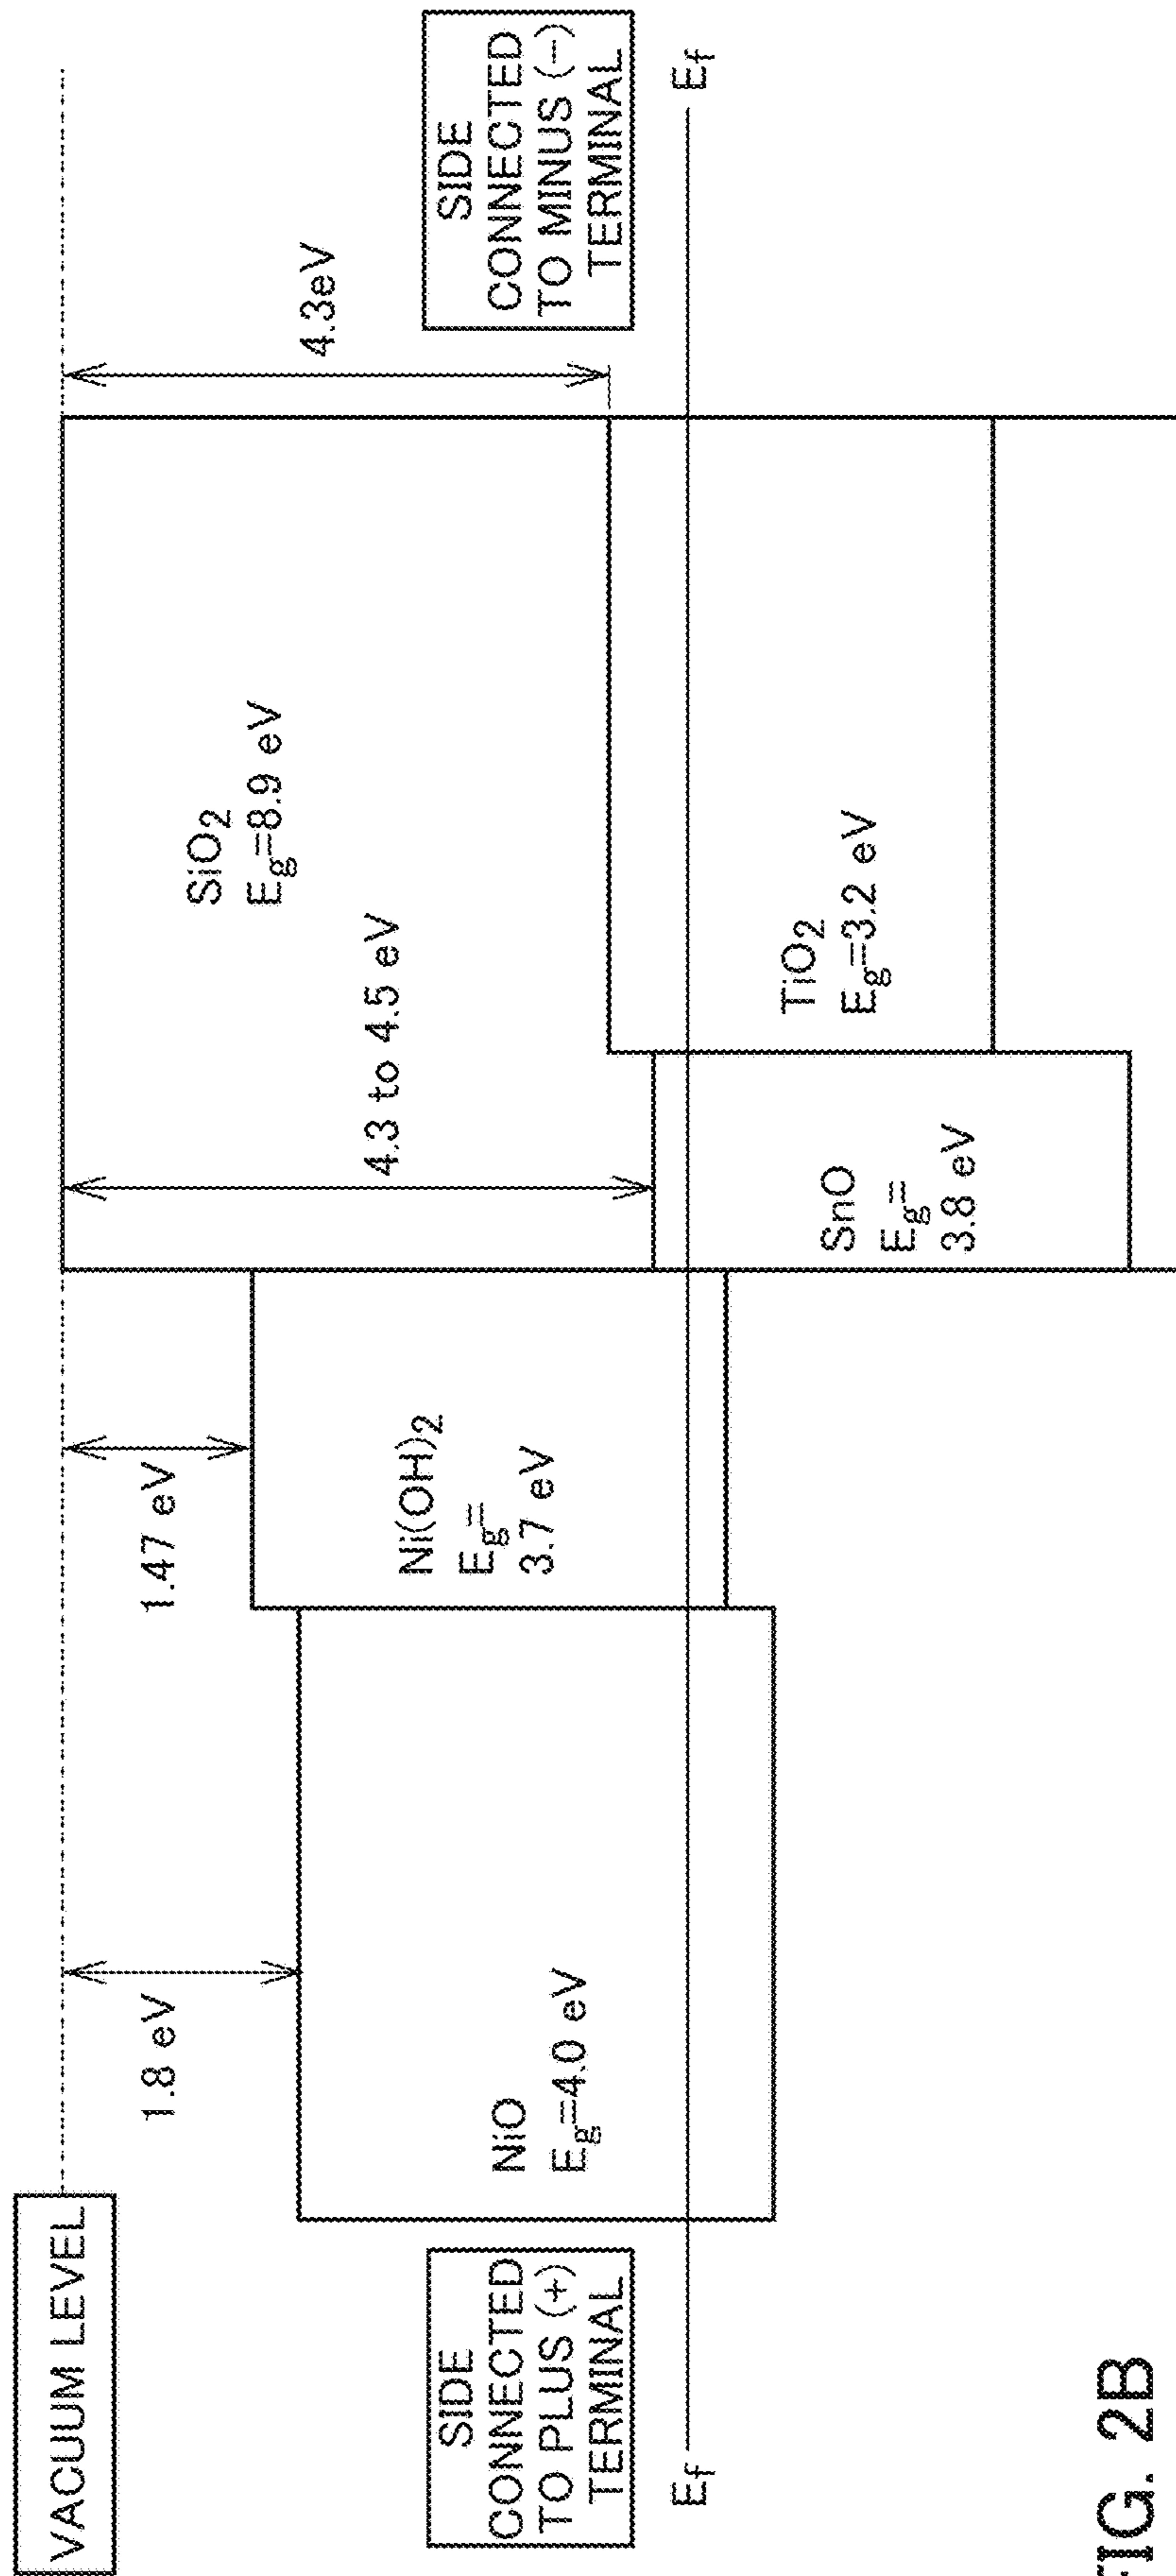 VACUUM LEVEL
1.8 eV
1.47 eV
4.3 to 4.5 eV
4.3eV
SiO2
Eg=8.9 eV
SIDE
CONNECTED
TO PLUS (+)
TERMINAL
NiO
Eg=4.0 eV
Ni(OH)2
Eg=
3.7 eV
SIDE
CONNECTED
TO MINUS (-)
TERMINAL
Ef
Ef
SnO
Eg=
3.8 eV
TiO2
Eg=3.2 eV
FIG. 2B